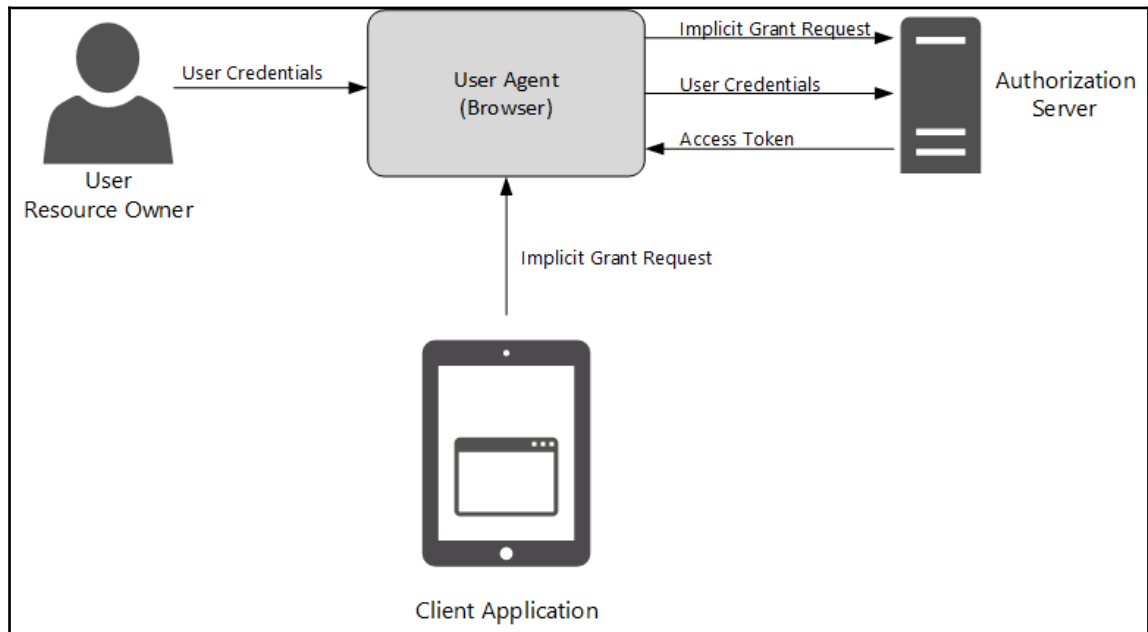 Implicit Grant Request
User Credentials
User Agent
(Browser)
User Credentials
Authorization
Server
Access Token
User
Resource Owner
Implicit Grant Request
Client Application